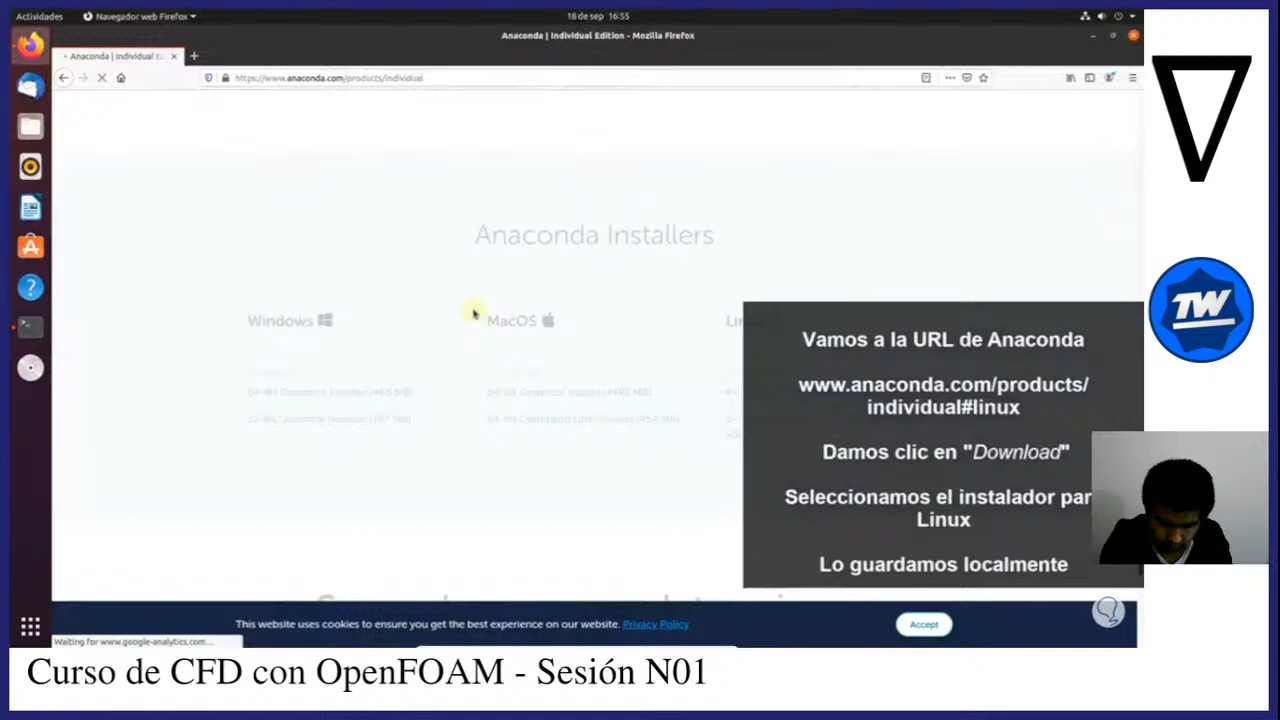 Actividades
Navegador web Firefox
18 de sep 16:55
Anaconda | Individual Edition - Mozilla Firefox
Anaconda | Individual E
https://www.anaconda.com/products/individual
Anaconda Installers
Windows
MacOS
Vamos a la URL de Anaconda
www.anaconda.com/products/
individual#linux
Damos clic en "Download"
Seleccionamos el instalador par
Linux
Lo guardamos localmente
This website uses cookies to ensure you get the best experience on our website. Privacy Policy
Accept
Waiting for www.google-analytics.com...
TW
Curso de CFD con OpenFOAM - Sesión N01